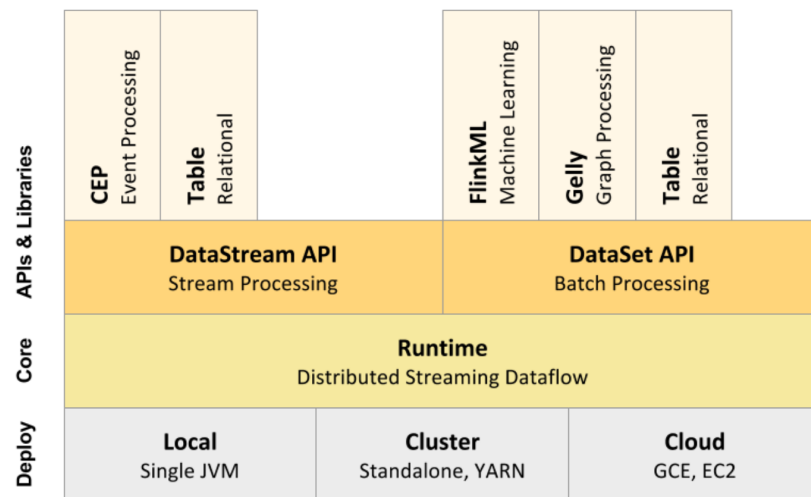 APIs & Libraries
CEP
Event Processing
Table
Relational
FlinkML
Machine Learning
Gelly
Graph Processing
Table
Relational
DataStream API
Stream Processing
DataSet API
Batch Processing
Core
Runtime
Distributed Streaming Dataflow
Deploy
Local
Single JVM
Cluster
Standalone, YARN
Cloud
GCE, EC2